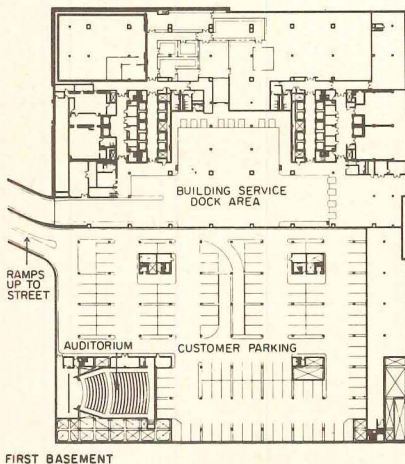 BUILDING SERVICE
DOCK AREA
RAMPS
UP TO
STREET
AUDITORIUM
CUSTOMER PARKING
FIRST BASEMENT